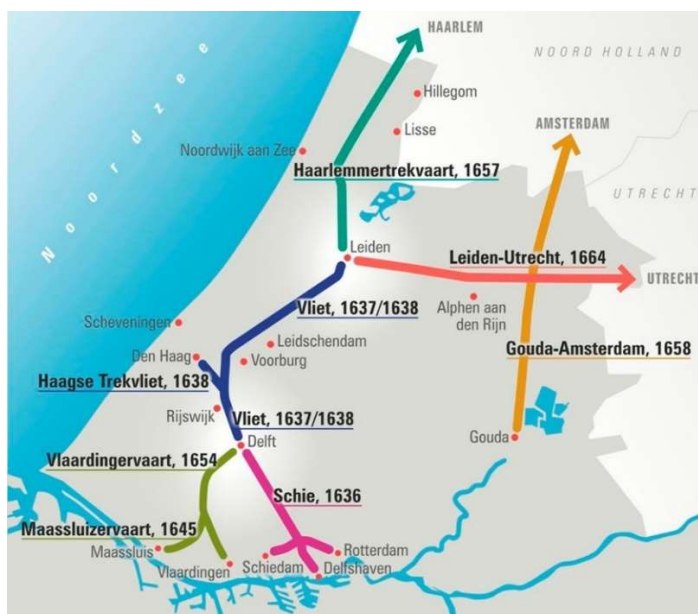 HAARLEM
NOORD HOLLAND
Hillegom
AMSTERDAM
Lisse
Noordwijk aan Zee
Haarlemmertrekvaart, 1657
Noordzee
UTRECHT
Leiden
Leiden-Utrecht, 1664
UTRECHT
Vliet, 1637/1638
Alphen aan
den Rijn
Scheveningen
Leidschendam
Gouda-Amsterdam, 1658
Den Haag
Voorburg
Haagse Trekvliet, 1638
Rijswijk
Vliet, 1637/1638
Delft
Gouda
Vlaardingervaart, 1654
Schie, 1636
Maassluizervaart, 1645
Maassluis
Rotterdam
Vlaardingen
Schiedam
Delfshaven